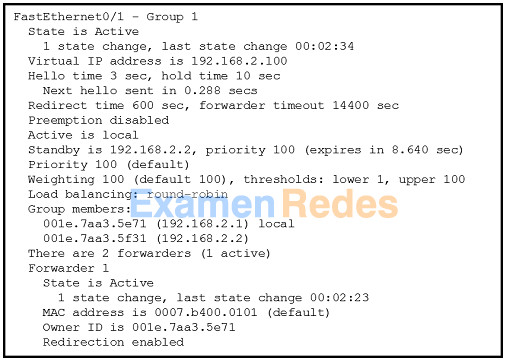 FastEthernet0/1 - Group 1
State is Active
1 state change, last state change 00:02:34
Virtual IP address is 192.168.2.100
Hello time 3 sec, hold time 10 sec
Next hello sent in 0.288 secs
Redirect time 600 sec, forwarder timeout 14400 sec
Preemption disabled
Active is local
Standby is 192.168.2.2, priority 100 (expires in 8.640 sec)
Priority 100 (default)
Weighting 100 (default 100), thresholds: lower 1, upper 100
Load balancing: round-robin
ExamenRedes
Group members:
001e.7aa3.5e71 (192.168.2.1) local
001e.7aa3.5f31 (192.168.2.2)
There are 2 forwarders (1 active)
Forwarder 1
State is Active
1 state change, last state change 00:02:23
MAC address is 0007.b400.0101 (default)
Owner ID is 001e.7aa3.5e71
Redirection enabled